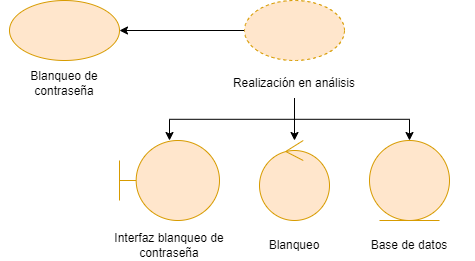 Blanqueo de
contraseña
Realización en análisis
Interfaz blanqueo de
contraseña
Blanqueo
Base de datos